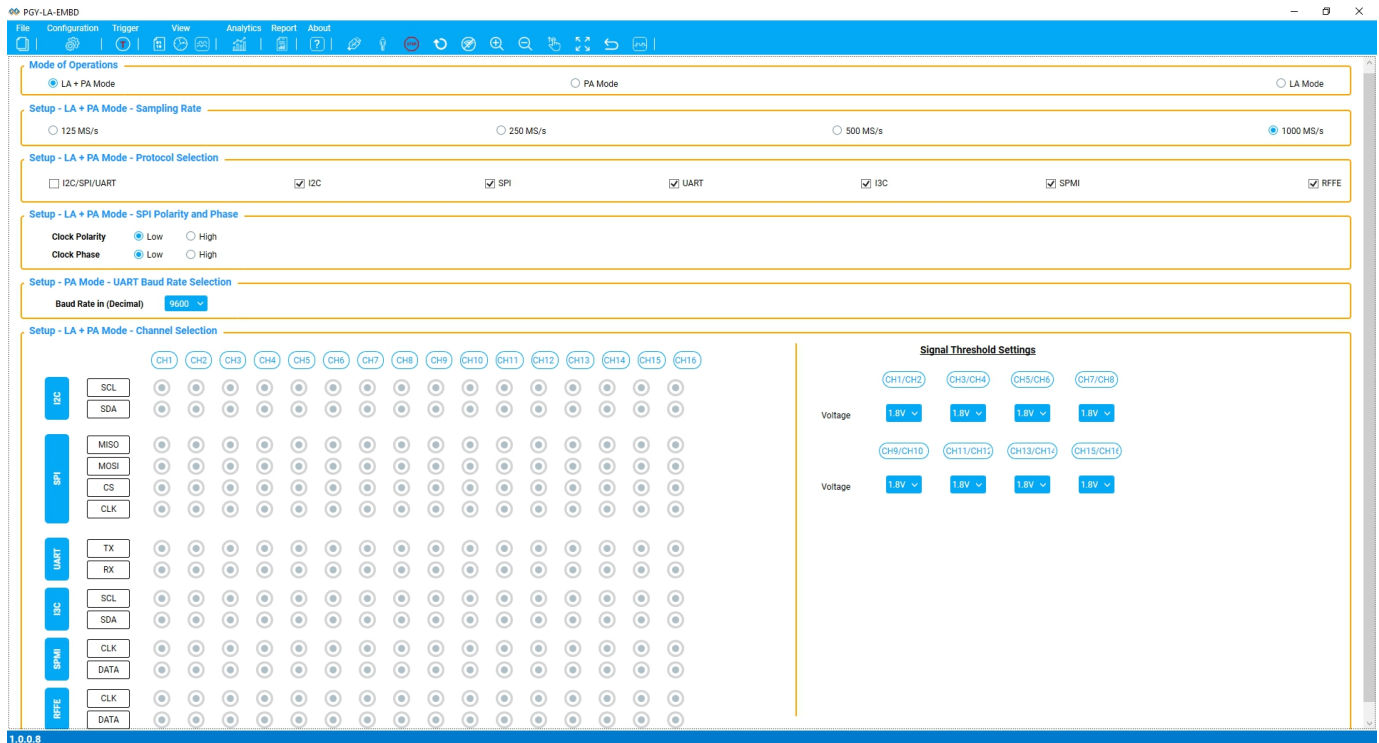 PGY-LA-EMBD
File Configuration Trigger View Analytics Report About
STOP
Mode of Operations
LA + PA Mode PA Mode LA Mode
Setup - LA + PA Mode - Sampling Rate
125 MS/s 250 MS/s 500 MS/s 1000 MS/s
Setup - LA + PA Mode - Protocol Selection
I2C/SPI/UART I2C SPI UART I3C SPMI RFFE
Setup - LA + PA Mode - SPI Polarity and Phase
Clock Polarity Low High
Clock Phase Low High
Setup - PA Mode - UART Baud Rate Selection
Baud Rate in (Decimal) 9600
Setup - LA + PA Mode - Channel Selection
CH1 CH2 CH3 CH4 CH5 CH6 CH7 CH8 CH9 CH10 CH11 CH12 CH13 CH14 CH15 CH16
I2C
SCL
SDA
SPI
MISO
MOSI
CS
CLK
UART
TX
RX
I3C
SCL
SDA
SPMI
CLK
DATA
RFFE
CLK
DATA
Signal Threshold Settings
CH1/CH2 CH3/CH4 CH5/CH6 CH7/CH8
Voltage 1.8V 1.8V 1.8V 1.8V
CH9/CH10 CH11/CH12 CH13/CH14 CH15/CH16
Voltage 1.8V 1.8V 1.8V 1.8V
1.0.0.8